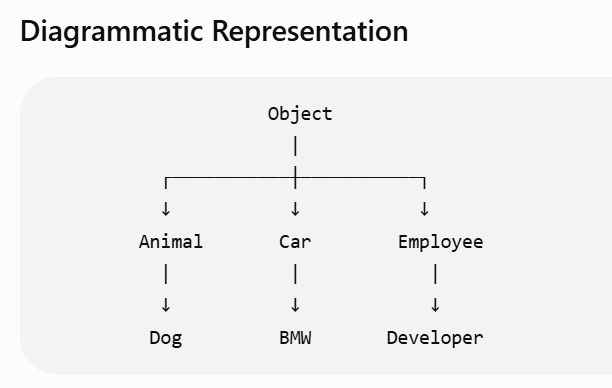 Diagrammatic Representation
Object
Animal Car Employee
Dog BMW Developer